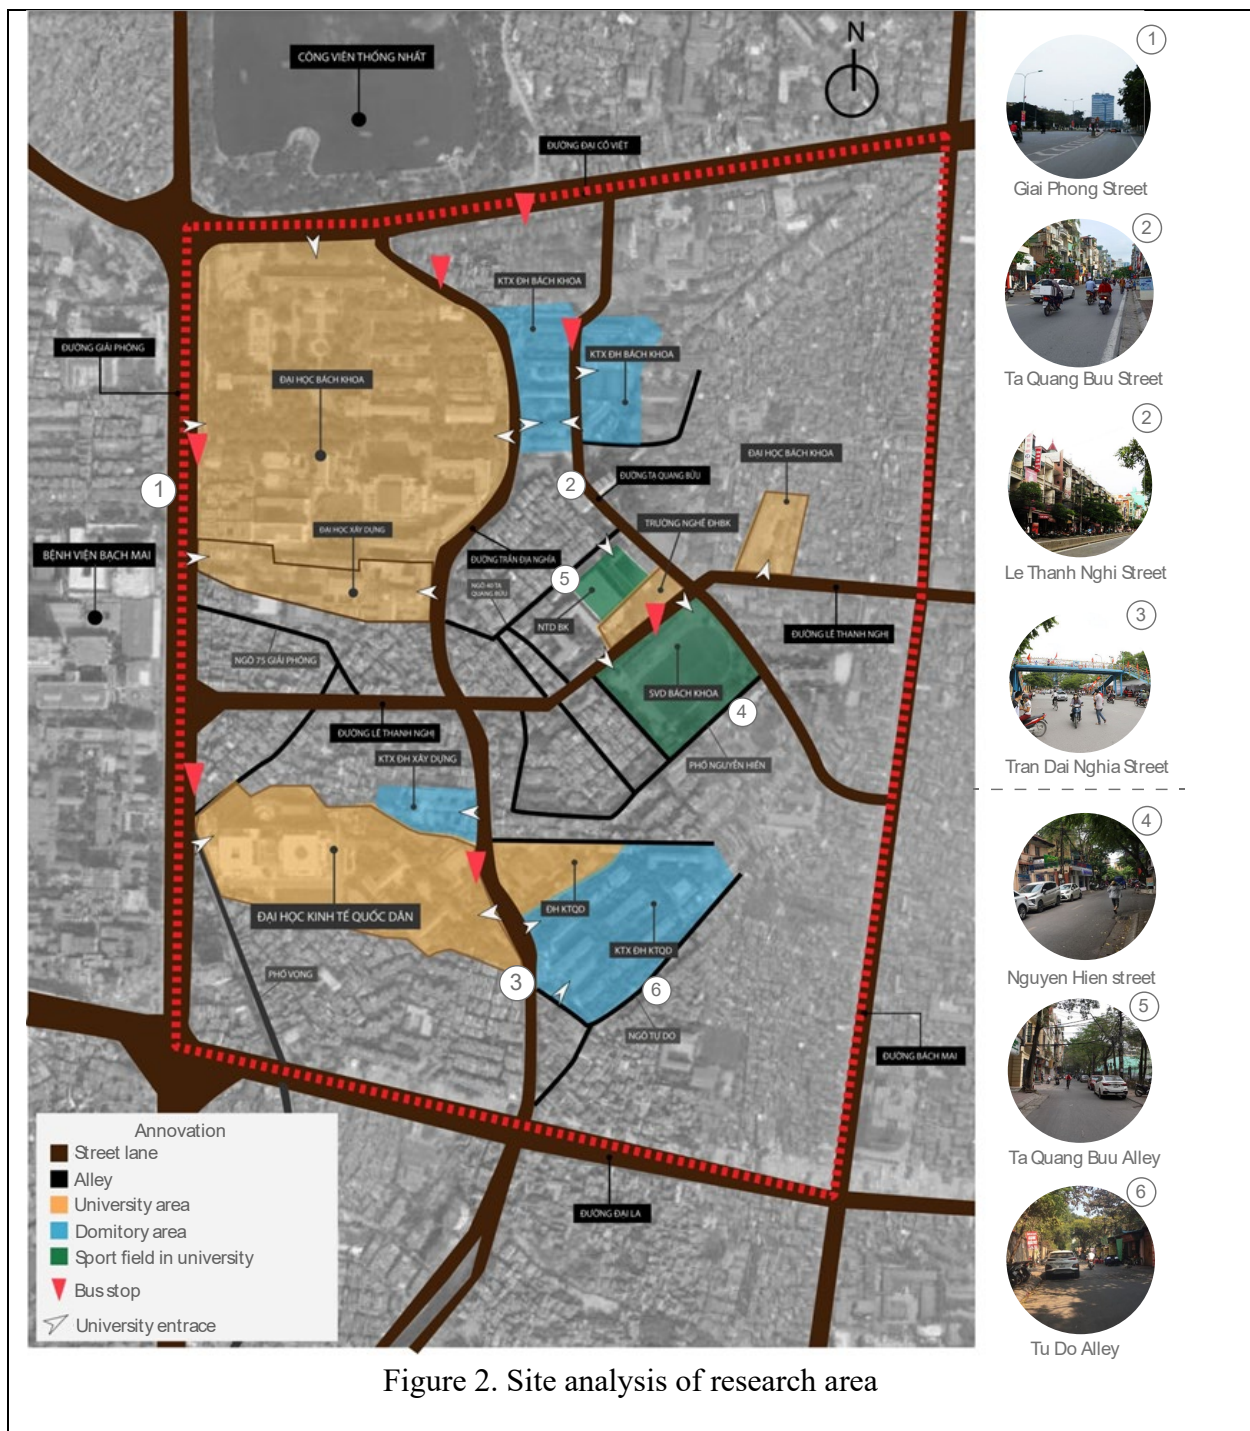 CÔNG VIÊN THỐNG NHẤT
N
ĐƯỜNG ĐẠI CỒ VIỆT
KTX ĐH BÁCH KHOA
ĐƯỜNG GIẢI PHÓNG
KTX ĐH BÁCH KHOA
ĐẠI HỌC BÁCH KHOA
ĐẠI HỌC BÁCH KHOA
1
2
ĐƯỜNG TẠ QUANG BỬU
TRƯỜNG NGHỀ ĐHBK
ĐẠI HỌC XÂY DỰNG
BỆNH VIỆN BẠCH MAI
ĐƯỜNG TRẦN ĐỊA NGHĨA
5
NGÕ 40 TẠ
QUANG BỬU
NTD BK
ĐƯỜNG LÊ THANH NGHỊ
NGÕ 75 GIẢI PHÓNG
SVD BÁCH KHOA
4
ĐƯỜNG LÊ THANH NGHỊ
KTX ĐH XÂY DỰNG
PHỐ NGUYỄN HIỀN
ĐH KTQD
ĐẠI HỌC KINH TẾ QUỐC DÂN
KTX ĐH KTQD
PHỐ VỌNG
3
6
NGÕ TỰ DO
ĐƯỜNG BẠCH MAI
ĐƯỜNG ĐẠI LA
Annovation
Street lane
Alley
University area
Domitory area
Sport field in university
Bus stop
University entrace
1
Giai Phong Street
2
Ta Quang Buu Street
2
Le Thanh Nghi Street
3
Tran Dai Nghia Street
4
Nguyen Hien street
5
Ta Quang Buu Alley
6
Tu Do Alley
Figure 2. Site analysis of research area